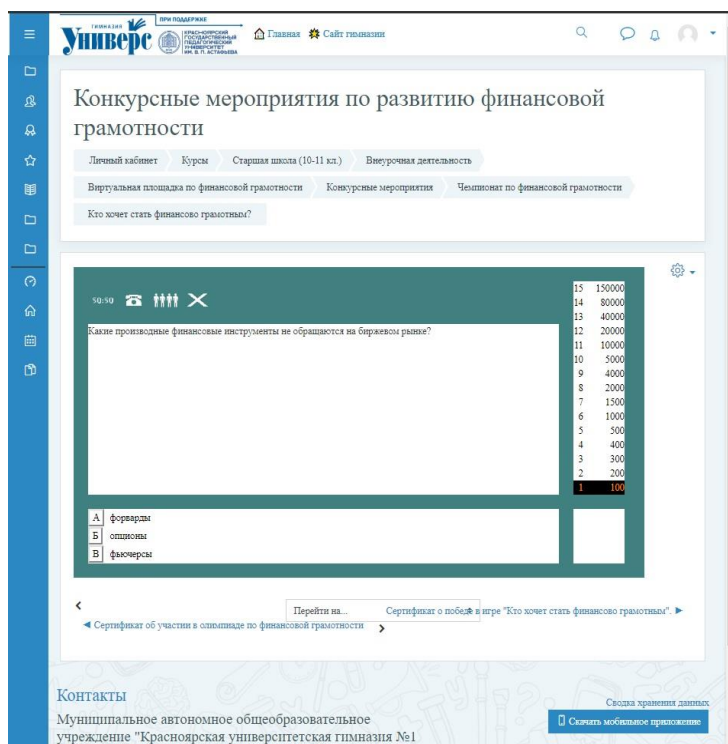 ГИМНАЗИЯ
Универс
ПРИ ПОДДЕРЖКЕ
КРАСНОЯРСКИЙ
ГОСУДАРСТВЕННЫЙ
ПЕДАГОГИЧЕСКИЙ
УНИВЕРСИТЕТ
ИМ. В. П. АСТАФЬЕВА
Главная Сайт гимназии
Конкурсные мероприятия по развитию финансовой
грамотности
Личный кабинет Курсы Старшая школа (10-11 кл.) Внеурочная деятельность
Виртуальная площадка по финансовой грамотности Конкурсные мероприятия Чемпионат по финансовой грамотности
Кто хочет стать финансово грамотным?
50:50
Какие производные финансовые инструменты не обращаются на биржевом рынке?
15 150000
14 80000
13 40000
12 20000
11 10000
10 5000
9 4000
8 2000
7 1500
6 1000
5 500
4 400
3 300
2 200
1 100
А форварды
Б опционы
В фьючерсы
Перейти на...
Сертификат о победе в игре "Кто хочет стать финансово грамотным". ►
◄ Сертификат об участии в олимпиаде по финансовой грамотности
Контакты
Сводка хранения данных
Муниципальное автономное общеобразовательное
Скачать мобильное приложение
учреждение "Красноярская университетская гимназия №1